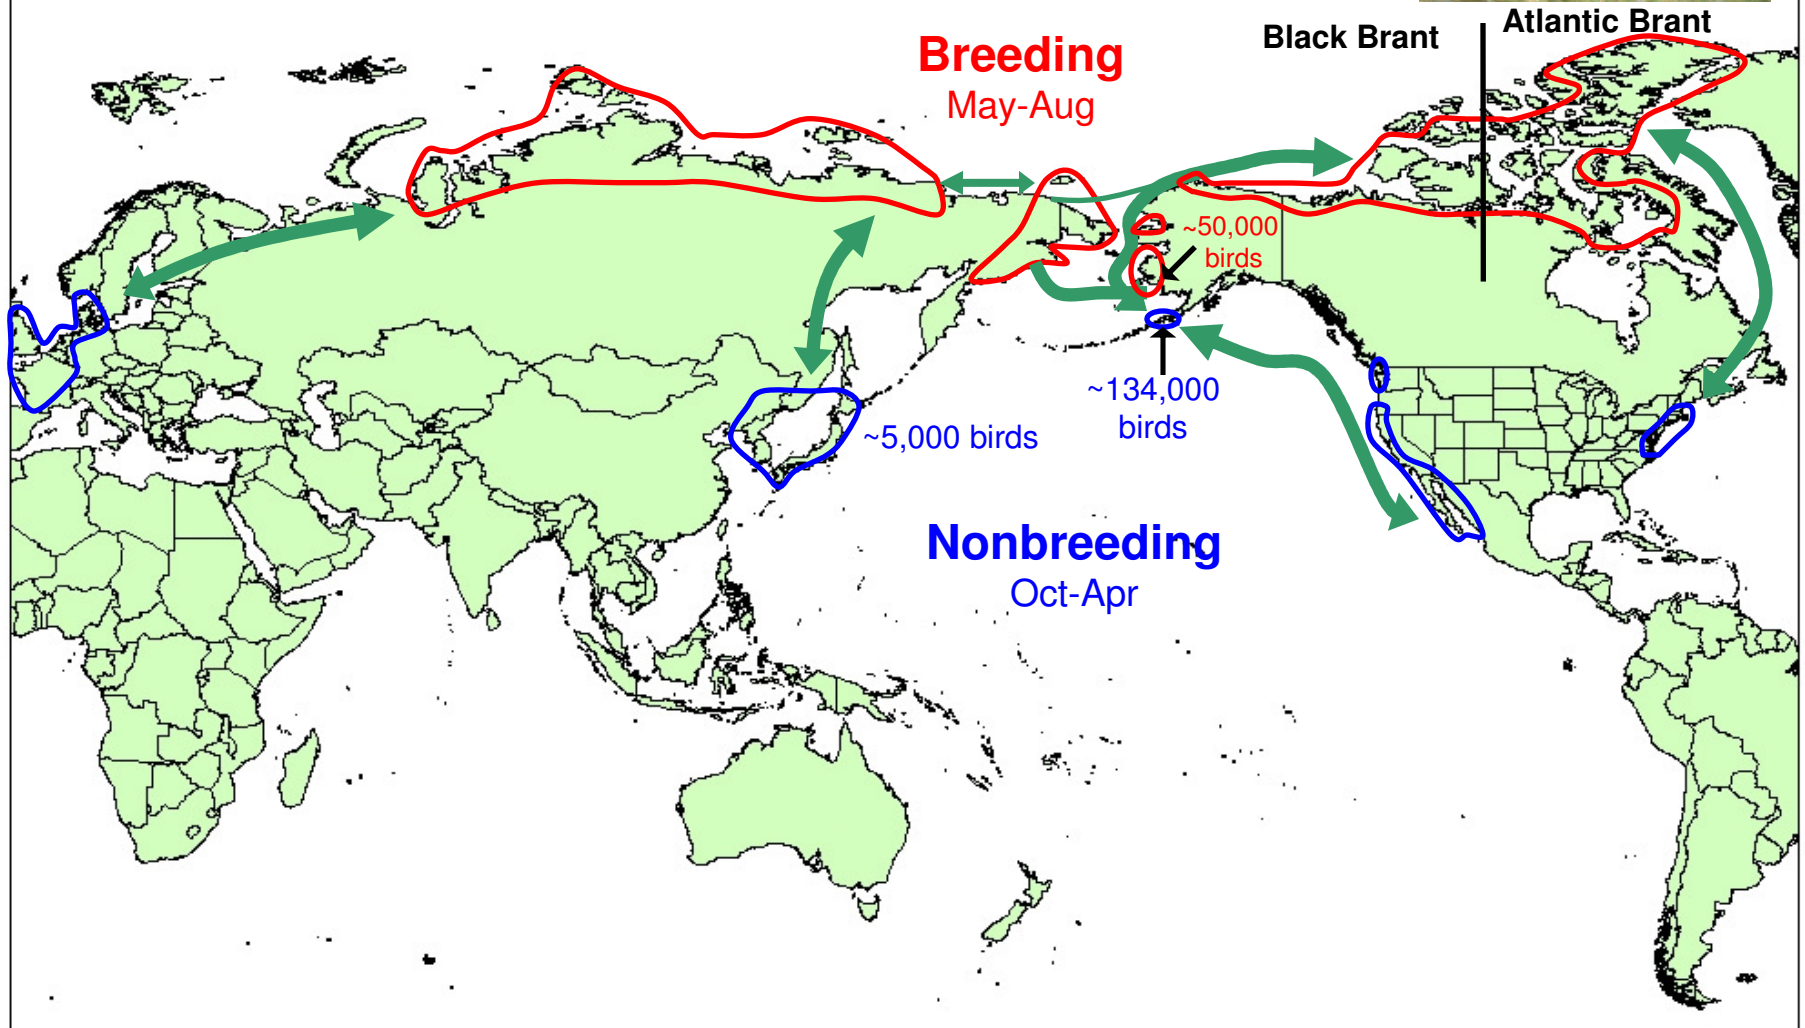 Atlantic Brant
Black Brant
Breeding
May-Aug
~50,000
birds
~134,000
birds
~5,000 birds
Nonbreeding
Oct-Apr